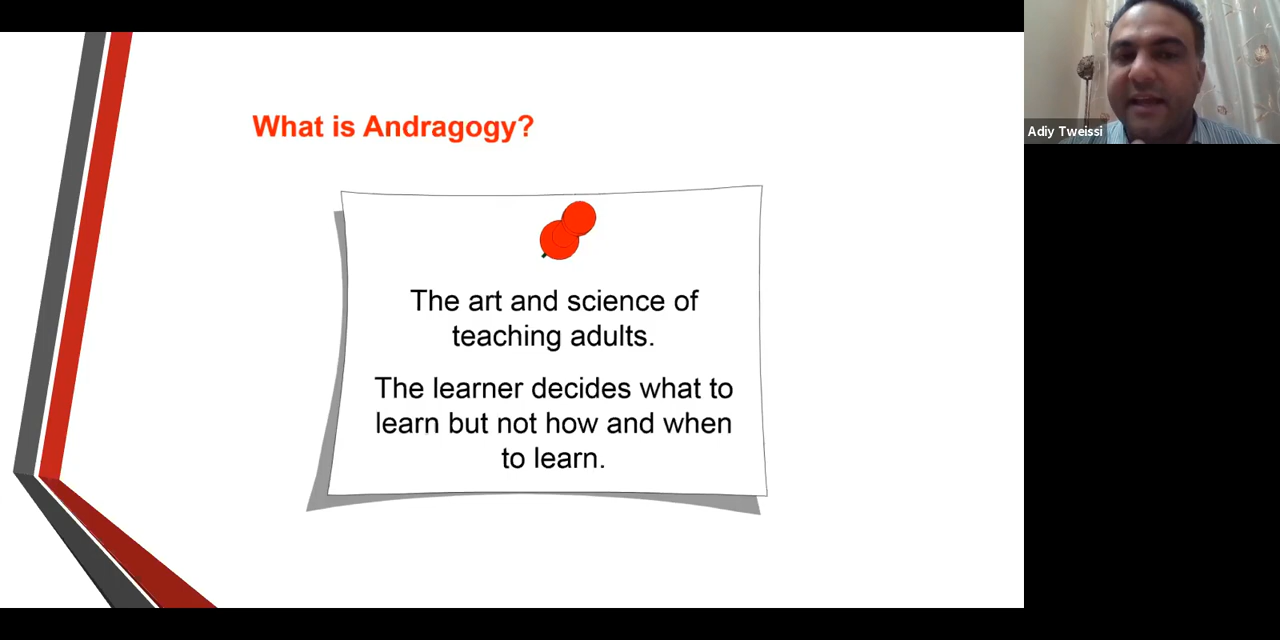 What is Andragogy?
The art and science of
teaching adults.
The learner decides what to
learn but not how and when
to learn.
Adiy Tweissi